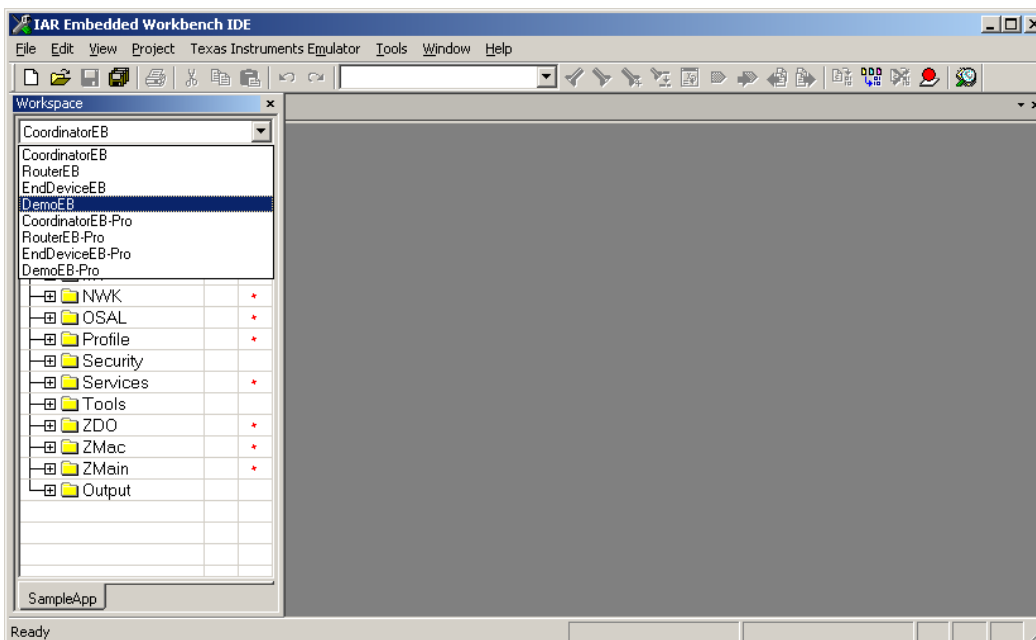 IAR Embedded Workbench IDE
File Edit View Project Texas Instruments Emulator Tools Window Help
Workspace
CoordinatorEB
CoordinatorEB
RouterEB
EndDeviceEB
DemoEB
CoordinatorEB-Pro
RouterEB-Pro
EndDeviceEB-Pro
DemoEB-Pro
NWK
OSAL
Profile
Security
Services
Tools
ZDO
ZMac
ZMain
Output
SampleApp
Ready